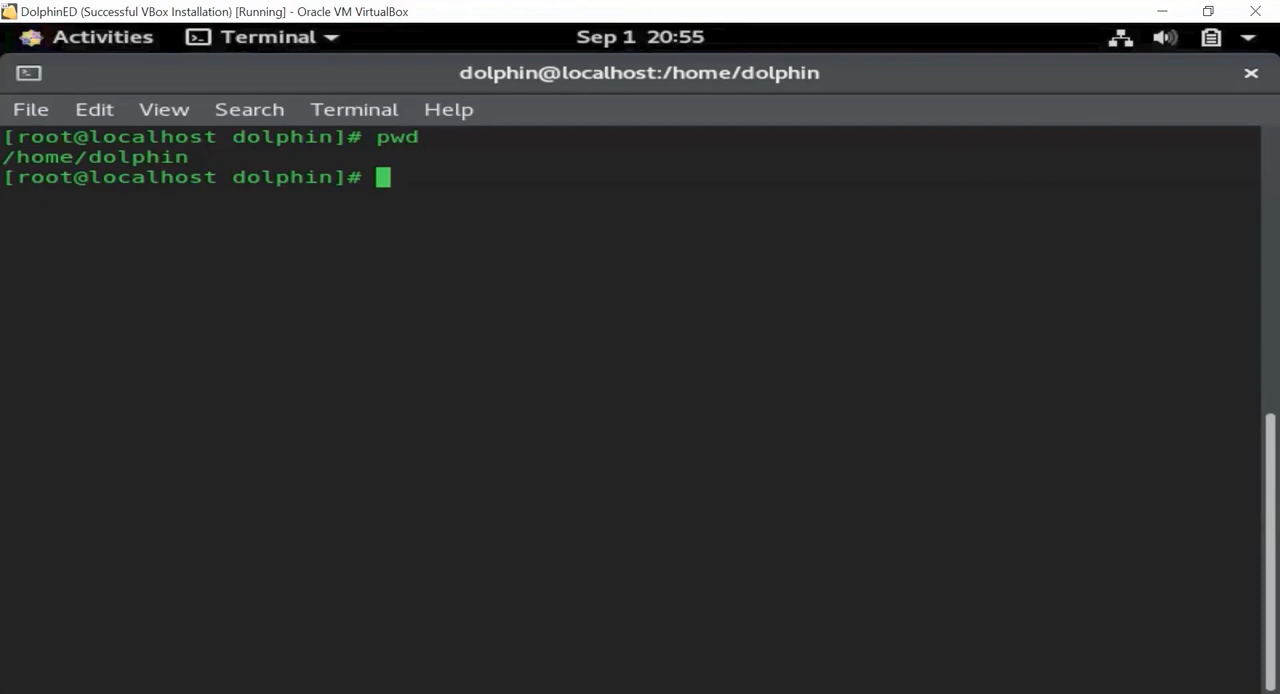 DolphinED (Successful VBox Installation) [Running] - Oracle VM VirtualBox
Activities Terminal Sep 1 20:55
dolphin@localhost:/home/dolphin
File Edit View Search Terminal Help
[root@localhost dolphin]# pwd
/home/dolphin
[root@localhost dolphin]#